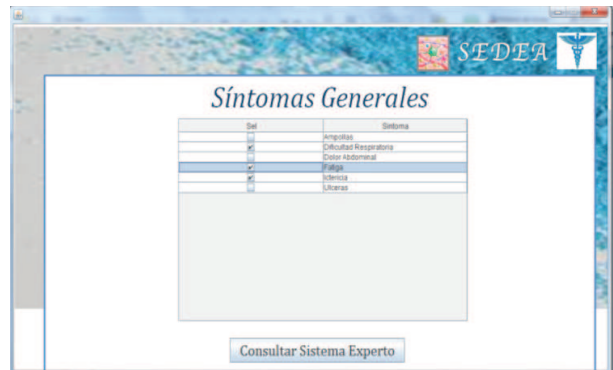 SEDEA
Síntomas Generales
Sel Sintoma
Ampollas
Dificultad Respiratoria
Dolor Abdominal
Fatiga
Ictericia
Ulceras
Consultar Sistema Experto